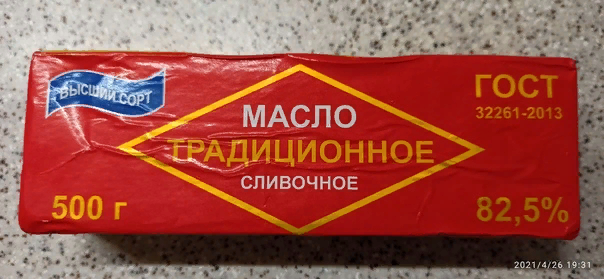 ВЫСШИЙ СОРТ
ГОСТ
32261-2013
МАСЛО
ТРАДИЦИОННОЕ
СЛИВОЧНОЕ
500 г
82,5%
2021/4/26 19:31